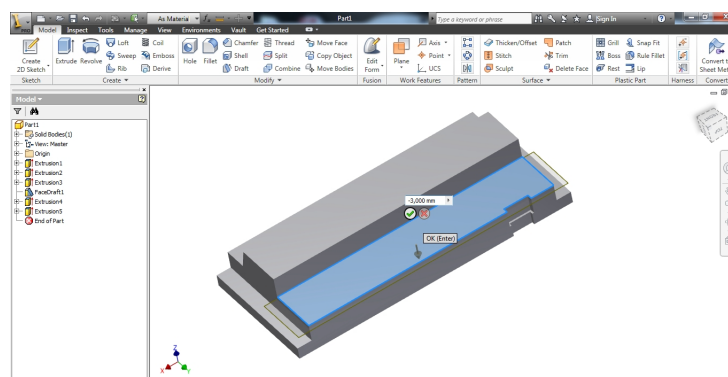 As Material
Part1
Type a keyword or phrase
Sign In
PRO
Model Inspect Tools Manage View Environments Vault Get Started
Create 2D Sketch
Extrude
Revolve
Loft
Sweep
Rib
Coil
Emboss
Derive
Hole
Fillet
Chamfer
Shell
Draft
Thread
Split
Combine
Move Face
Copy Object
Move Bodies
Edit Form
Plane
Axis
Point
UCS
Thicken/Offset
Stitch
Sculpt
Patch
Trim
Delete Face
Grill
Boss
Rest
Snap Fit
Rule Fillet
Lip
Convert t
Sheet Met
Sketch
Create
Modify
Fusion
Work Features
Pattern
Surface
Plastic Part
Harness
Convert
Model
Part1
Solid Bodies(1)
View: Master
Origin
Extrusion1
Extrusion2
Extrusion3
FaceDraft1
Extrusion4
Extrusion5
End of Part
-3,000 mm
OK (Enter)
Z
X
Y